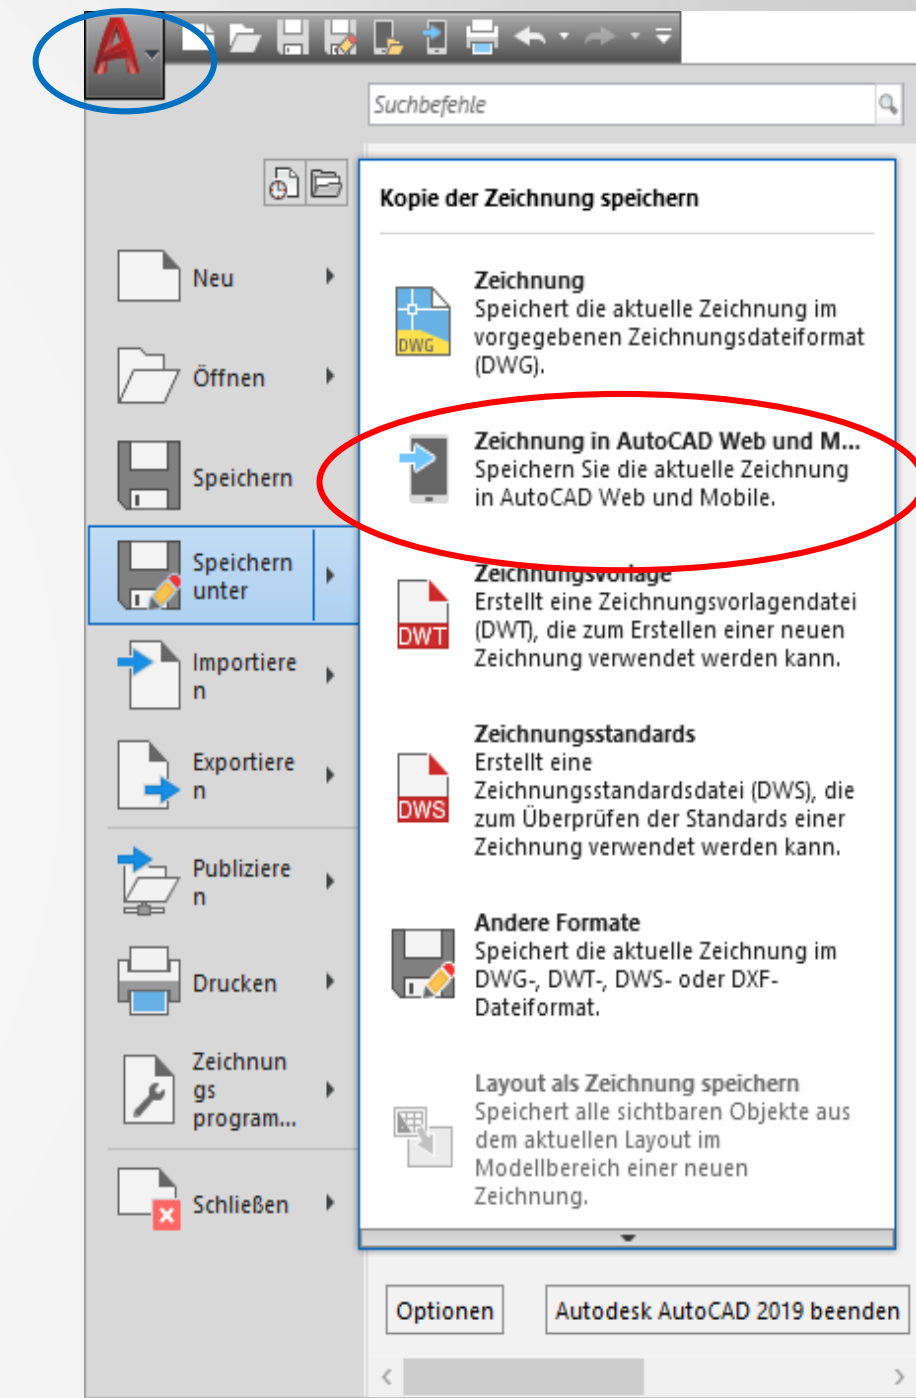 A
Suchbefehle
Kopie der Zeichnung speichern
Neu
Öffnen
Speichern
Speichern
unter
Importiere
n
Exportiere
n
Publiziere
n
Drucken
Zeichnun
gs
program...
Schließen
Zeichnung
Speichert die aktuelle Zeichnung im
vorgegebenen Zeichnungsdateiformat
(DWG).
DWG
Zeichnung in AutoCAD Web und M...
Speichern Sie die aktuelle Zeichnung
in AutoCAD Web und Mobile.
Zeichnungsvorlage
Erstellt eine Zeichnungsvorlagendatei
(DWT), die zum Erstellen einer neuen
Zeichnung verwendet werden kann.
DWT
Zeichnungsstandards
Erstellt eine
Zeichnungsstandardsdatei (DWS), die
zum Überprüfen der Standards einer
Zeichnung verwendet werden kann.
DWS
Andere Formate
Speichert die aktuelle Zeichnung im
DWG-, DWT-, DWS- oder DXF-
Dateiformat.
Layout als Zeichnung speichern
Speichert alle sichtbaren Objekte aus
dem aktuellen Layout im
Modellbereich einer neuen
Zeichnung.
Optionen
Autodesk AutoCAD 2019 beenden